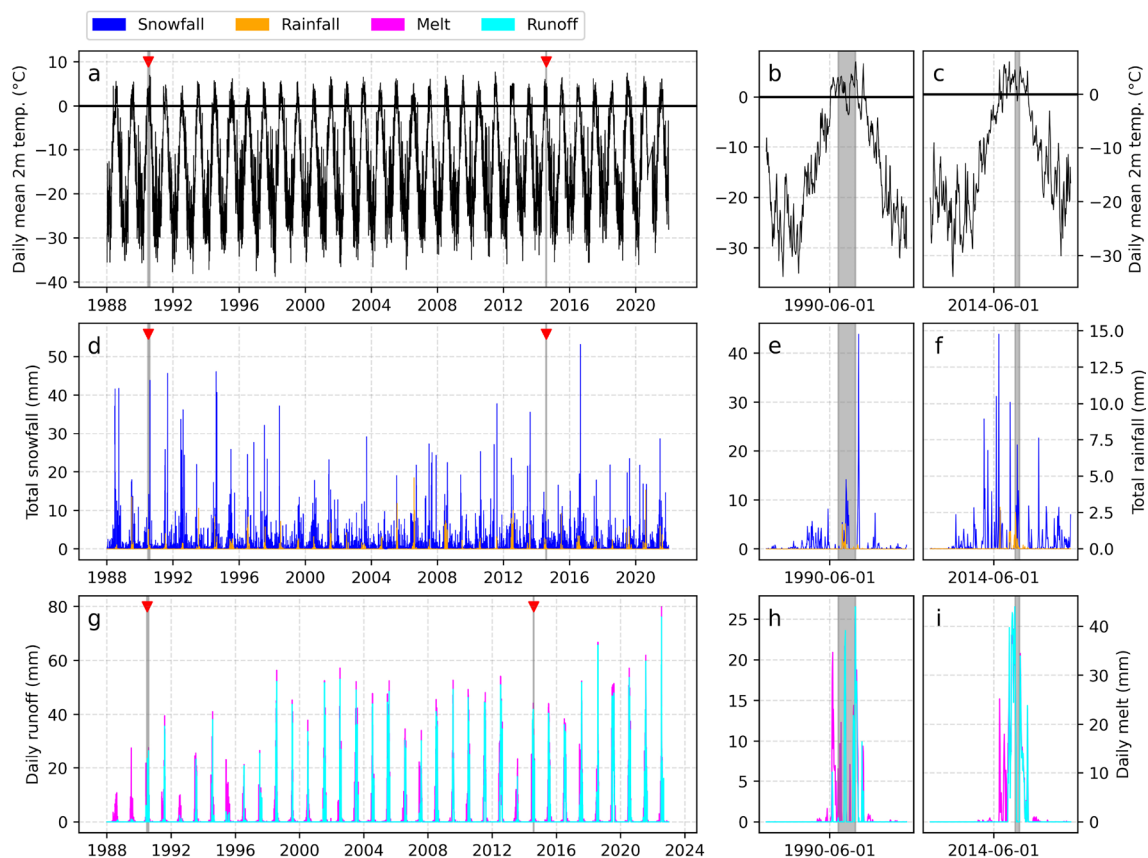 Snowfall Rainfall Melt Runoff
a b c
10 0 −10 −20 −30 −40
Daily mean 2m temp. (°C)
1988 1992 1996 2000 2004 2008 2012 2016 2020
0 −10 −20 −30
1990-06-01
0 −10 −20 −30
2014-06-01
Daily mean 2m temp. (°C)
d e f
50 40 30 20 10 0
Total snowfall (mm)
1988 1992 1996 2000 2004 2008 2012 2016 2020
40 30 20 10 0
1990-06-01
15.0 12.5 10.0 7.5 5.0 2.5 0.0
2014-06-01
Total rainfall (mm)
g h i
80 60 40 20 0
Daily runoff (mm)
1988 1992 1996 2000 2004 2008 2012 2016 2020 2024
25 20 15 10 5 0
1990-06-01
40 30 20 10 0
2014-06-01
Daily melt (mm)